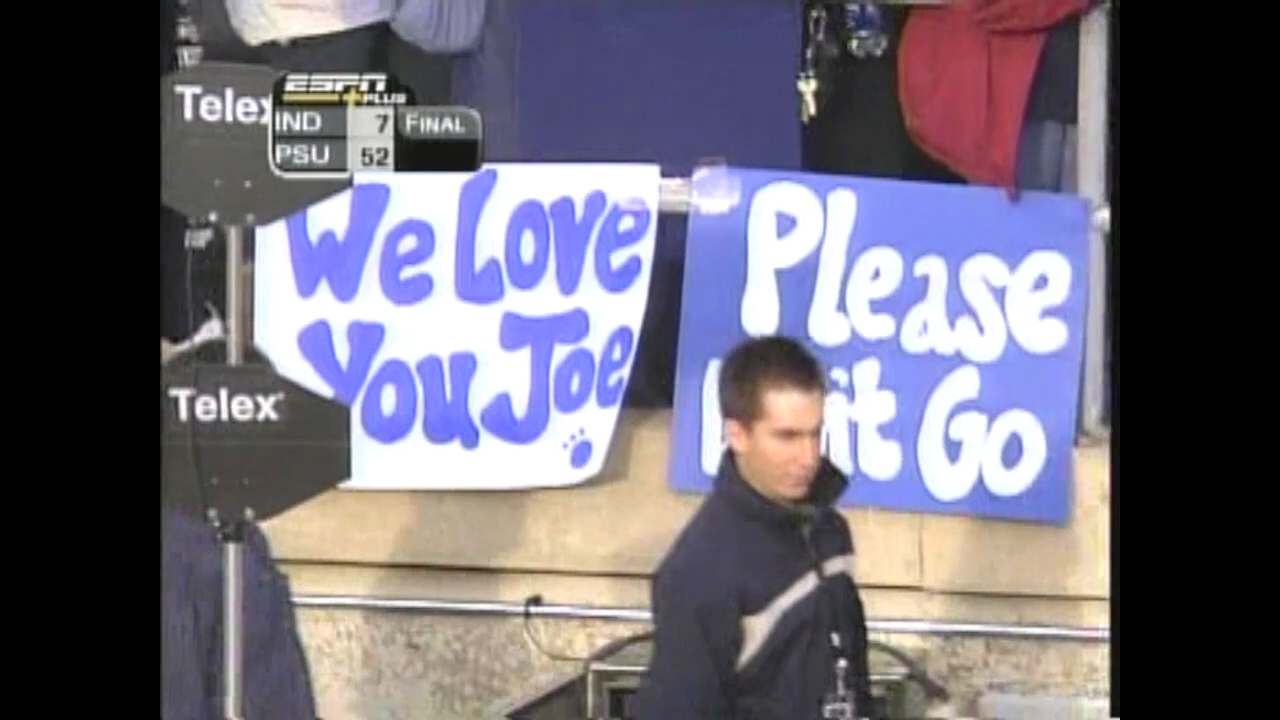 Telex
ESPN
PLUS
IND 7 FINAL
PSU 52
We Love
You Joe
Please
Go
Telex